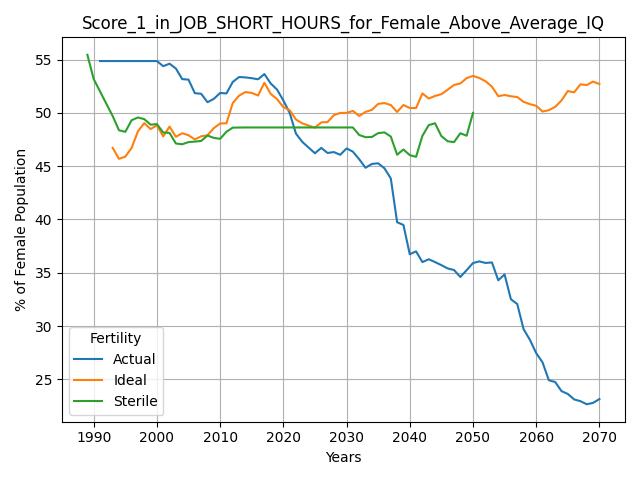 Score_1_in_JOB_SHORT_HOURS_for_Female_Above_Average_IQ
% of Female Population
55
50
45
40
35
30
25
Fertility
Actual
Ideal
Sterile
1990 2000 2010 2020 2030 2040 2050 2060 2070
Years